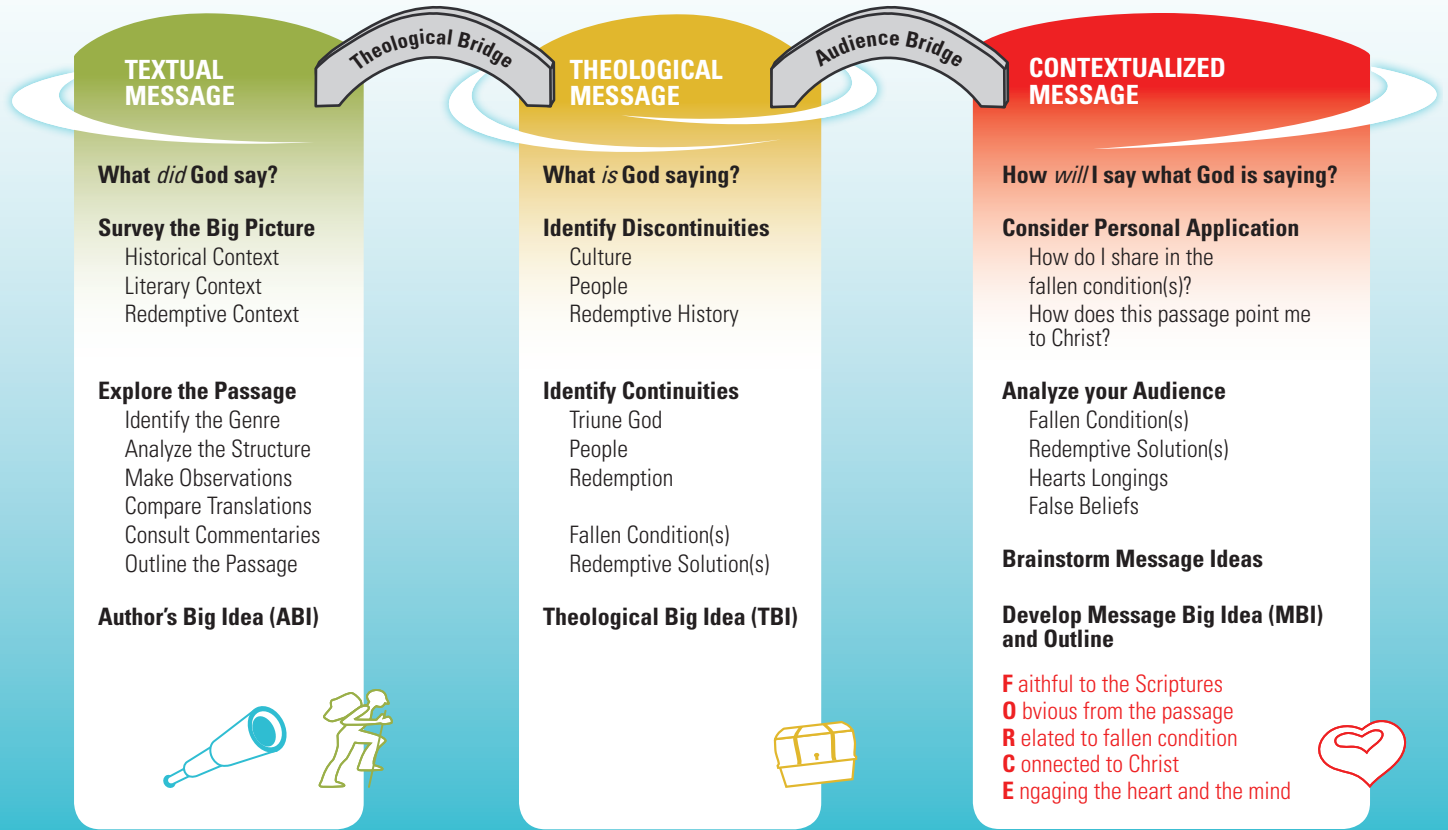 TEXTUAL
MESSAGE
What did God say?
Survey the Big Picture
Historical Context
Literary Context
Redemptive Context
Explore the Passage
Identify the Genre
Analyze the Structure
Make Observations
Compare Translations
Consult Commentaries
Outline the Passage
Author's Big Idea (ABI)
Theological Bridge
THEOLOGICAL
MESSAGE
What is God saying?
Identify Discontinuities
Culture
People
Redemptive History
Identify Continuities
Triune God
People
Redemption
Fallen Condition(s)
Redemptive Solution(s)
Theological Big Idea (TBI)
Audience Bridge
CONTEXTUALIZED
MESSAGE
How will I say what God is saying?
Consider Personal Application
How do I share in the
fallen condition(s)?
How does this passage point me
to Christ?
Analyze your Audience
Fallen Condition(s)
Redemptive Solution(s)
Hearts Longings
False Beliefs
Brainstorm Message Ideas
Develop Message Big Idea (MBI)
and Outline
F aithful to the Scriptures
O bvious from the passage
R elated to fallen condition
C onnected to Christ
E ngaging the heart and the mind